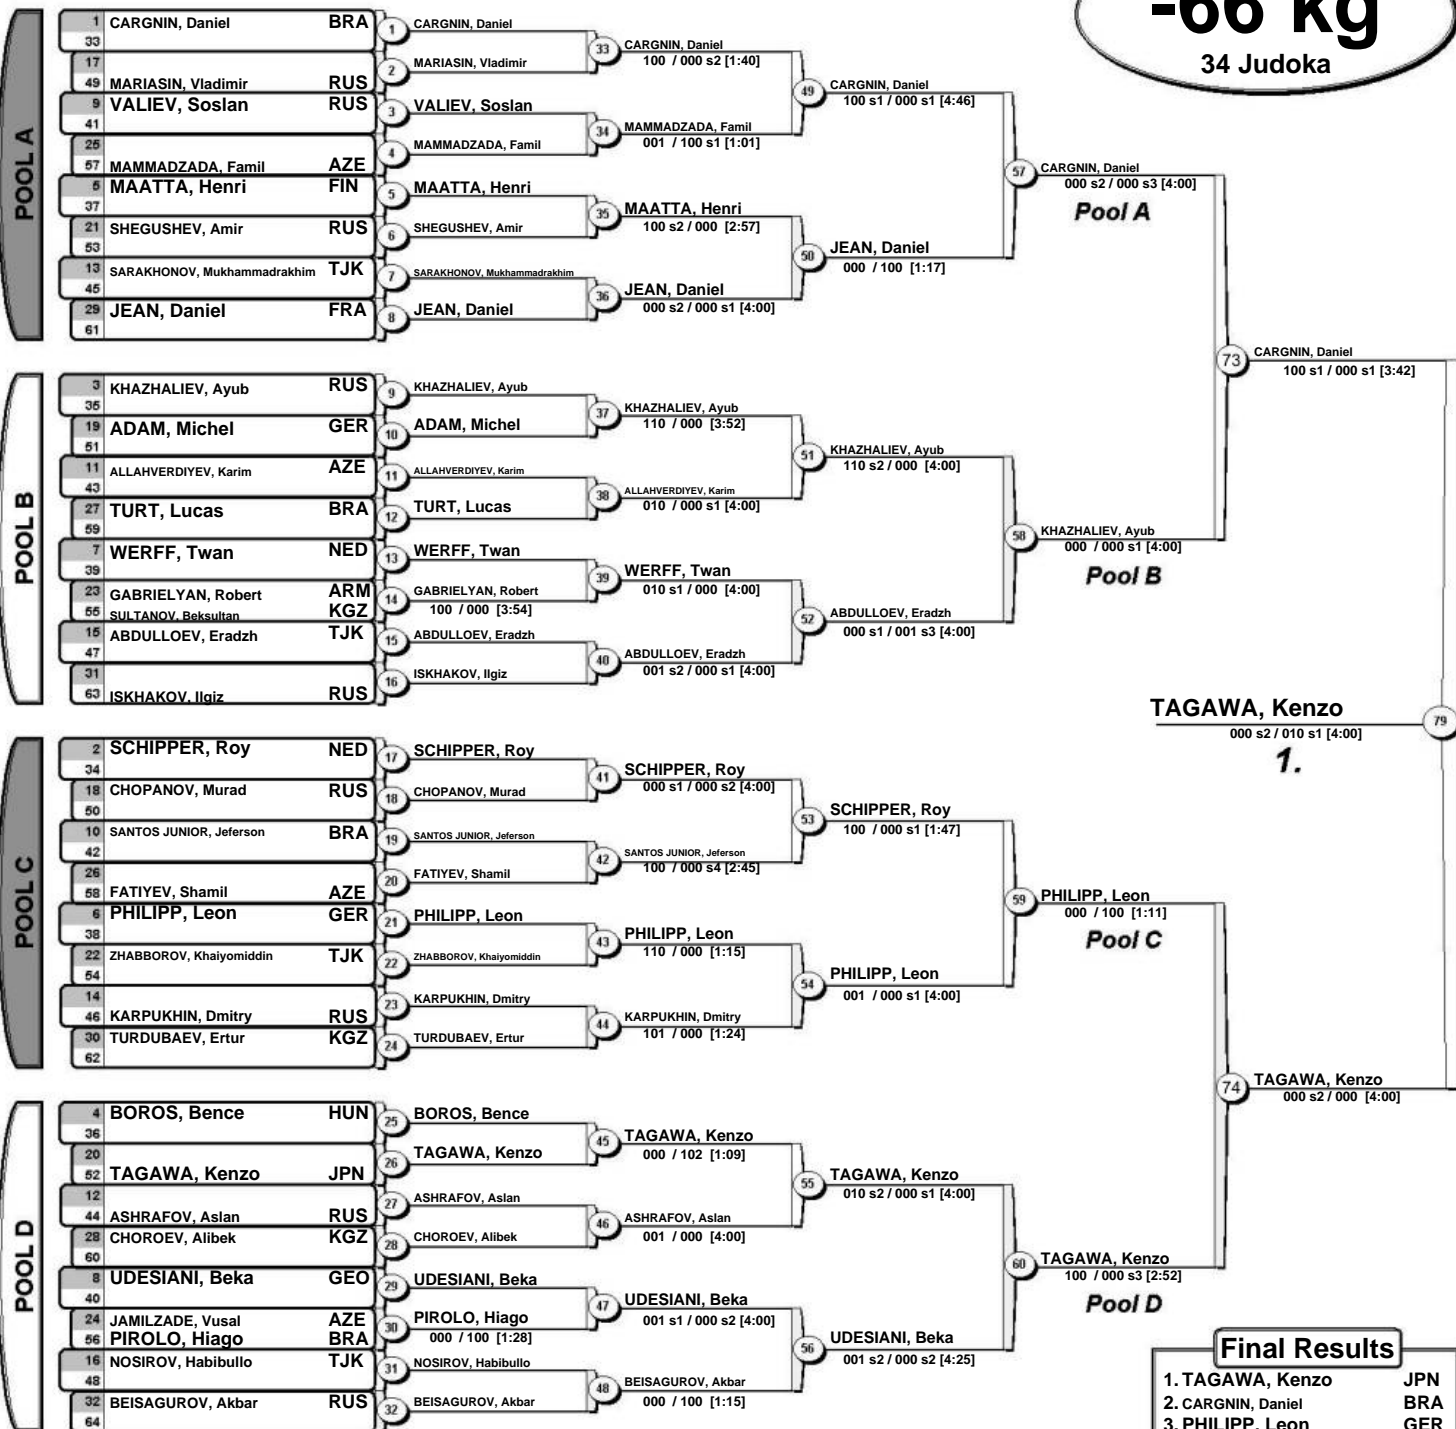 -66 kg
34 Judoka
POOL A
1 CARGNIN, Daniel BRA
33
17
49 MARIASIN, Vladimir RUS
9 VALIEV, Soslan RUS
41
25
57 MAMMADZADA, Famil AZE
5 MAATTA, Henri FIN
37
21 SHEGUSHEV, Amir RUS
53
13 SARAKHONOV, Mukhammadrakhim TJK
45
29 JEAN, Daniel FRA
61
1 CARGNIN, Daniel
2 MARIASIN, Vladimir
3 VALIEV, Soslan
4 MAMMADZADA, Famil
5 MAATTA, Henri
6 SHEGUSHEV, Amir
7 SARAKHONOV, Mukhammadrakhim
8 JEAN, Daniel
33 CARGNIN, Daniel
100 / 000 s2 [1:40]
34 MAMMADZADA, Famil
001 / 100 s1 [1:01]
35 MAATTA, Henri
100 s2 / 000 [2:57]
36 JEAN, Daniel
000 s2 / 000 s1 [4:00]
49 CARGNIN, Daniel
100 s1 / 000 s1 [4:46]
50 JEAN, Daniel
000 / 100 [1:17]
57 CARGNIN, Daniel
000 s2 / 000 s3 [4:00]
Pool A
POOL B
3 KHAZHALIEV, Ayub RUS
35
19 ADAM, Michel GER
51
11 ALLAHVERDIYEV, Karim AZE
43
27 TURT, Lucas BRA
59
7 WERFF, Twan NED
39
23 GABRIELYAN, Robert ARM
55 SULTANOV, Beksultan KGZ
15 ABDULLOEV, Eradzh TJK
47
31
63 ISKHAKOV, Ilgiz RUS
9 KHAZHALIEV, Ayub
10 ADAM, Michel
11 ALLAHVERDIYEV, Karim
12 TURT, Lucas
13 WERFF, Twan
14 GABRIELYAN, Robert
100 / 000 [3:54]
15 ABDULLOEV, Eradzh
16 ISKHAKOV, Ilgiz
37 KHAZHALIEV, Ayub
110 / 000 [3:52]
38 ALLAHVERDIYEV, Karim
010 / 000 s1 [4:00]
39 WERFF, Twan
010 s1 / 000 [4:00]
40 ABDULLOEV, Eradzh
001 s2 / 000 s1 [4:00]
51 KHAZHALIEV, Ayub
110 s2 / 000 [4:00]
52 ABDULLOEV, Eradzh
000 s1 / 001 s3 [4:00]
58 KHAZHALIEV, Ayub
000 / 000 s1 [4:00]
Pool B
73 CARGNIN, Daniel
100 s1 / 000 s1 [3:42]
TAGAWA, Kenzo 79
000 s2 / 010 s1 [4:00]
1.
POOL C
2 SCHIPPER, Roy NED
34
18 CHOPANOV, Murad RUS
50
10 SANTOS JUNIOR, Jeferson BRA
42
26
58 FATIYEV, Shamil AZE
6 PHILIPP, Leon GER
38
22 ZHABBOROV, Khaiyomiddin TJK
54
14
46 KARPUKHIN, Dmitry RUS
30 TURDUBAEV, Ertur KGZ
62
17 SCHIPPER, Roy
18 CHOPANOV, Murad
19 SANTOS JUNIOR, Jeferson
20 FATIYEV, Shamil
21 PHILIPP, Leon
22 ZHABBOROV, Khaiyomiddin
23 KARPUKHIN, Dmitry
24 TURDUBAEV, Ertur
41 SCHIPPER, Roy
000 s1 / 000 s2 [4:00]
42 SANTOS JUNIOR, Jeferson
100 / 000 s4 [2:45]
43 PHILIPP, Leon
110 / 000 [1:15]
44 KARPUKHIN, Dmitry
101 / 000 [1:24]
53 SCHIPPER, Roy
100 / 000 s1 [1:47]
54 PHILIPP, Leon
001 / 000 s1 [4:00]
59 PHILIPP, Leon
000 / 100 [1:11]
Pool C
POOL D
4 BOROS, Bence HUN
36
20
52 TAGAWA, Kenzo JPN
12
44 ASHRAFOV, Aslan RUS
28 CHOROEV, Alibek KGZ
60
8 UDESIANI, Beka GEO
40
24 JAMILZADE, Vusal AZE
56 PIROLO, Hiago BRA
16 NOSIROV, Habibullo TJK
48
32 BEISAGUROV, Akbar RUS
64
25 BOROS, Bence
26 TAGAWA, Kenzo
27 ASHRAFOV, Aslan
28 CHOROEV, Alibek
29 UDESIANI, Beka
30 PIROLO, Hiago
000 / 100 [1:28]
31 NOSIROV, Habibullo
32 BEISAGUROV, Akbar
45 TAGAWA, Kenzo
000 / 102 [1:09]
46 ASHRAFOV, Aslan
001 / 000 [4:00]
47 UDESIANI, Beka
001 s1 / 000 s2 [4:00]
48 BEISAGUROV, Akbar
000 / 100 [1:15]
55 TAGAWA, Kenzo
010 s2 / 000 s1 [4:00]
56 UDESIANI, Beka
001 s2 / 000 s2 [4:25]
60 TAGAWA, Kenzo
100 / 000 s3 [2:52]
Pool D
74 TAGAWA, Kenzo
000 s2 / 000 [4:00]
Final Results
1. TAGAWA, Kenzo JPN
2. CARGNIN, Daniel BRA
3. PHILIPP, Leon GER